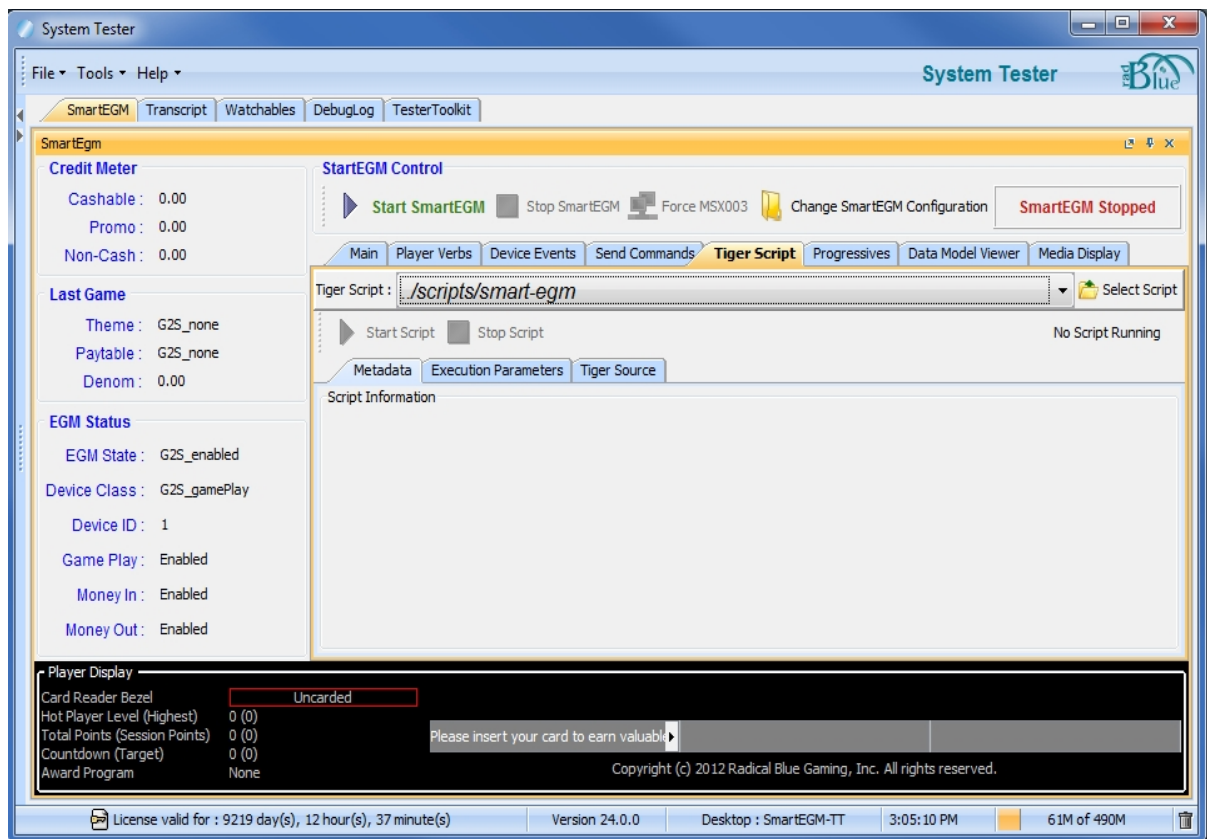 System Tester
File Tools Help
System Tester
rad Blue
SmartEGM Transcript Watchables DebugLog TesterToolkit
SmartEgm
Credit Meter
Cashable : 0.00
Promo : 0.00
Non-Cash : 0.00
Last Game
Theme : G2S_none
Paytable : G2S_none
Denom : 0.00
EGM Status
EGM State : G2S_enabled
Device Class : G2S_gamePlay
Device ID : 1
Game Play : Enabled
Money In : Enabled
Money Out : Enabled
StartEGM Control
Start SmartEGM Stop SmartEGM Force MSX003 Change SmartEGM Configuration SmartEGM Stopped
Main Player Verbs Device Events Send Commands Tiger Script Progressives Data Model Viewer Media Display
Tiger Script : ../scripts/smart-egm Select Script
Start Script Stop Script No Script Running
Metadata Execution Parameters Tiger Source
Script Information
Player Display
Card Reader Bezel Uncarded
Hot Player Level (Highest) 0 (0)
Total Points (Session Points) 0 (0)
Countdown (Target) 0 (0)
Award Program None
Please insert your card to earn valuable
Copyright (c) 2012 Radical Blue Gaming, Inc. All rights reserved.
License valid for : 9219 day(s), 12 hour(s), 37 minute(s) Version 24.0.0 Desktop : SmartEGM-TT 3:05:10 PM 61M of 490M